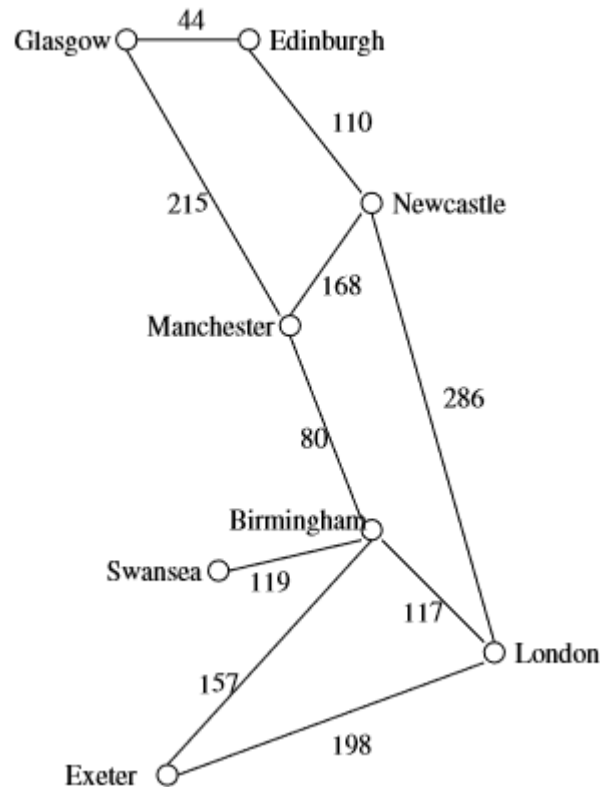 44
Glasgow
Edinburgh
110
215
Newcastle
168
Manchester
286
80
Birmingham
Swansea
119
117
London
157
198
Exeter